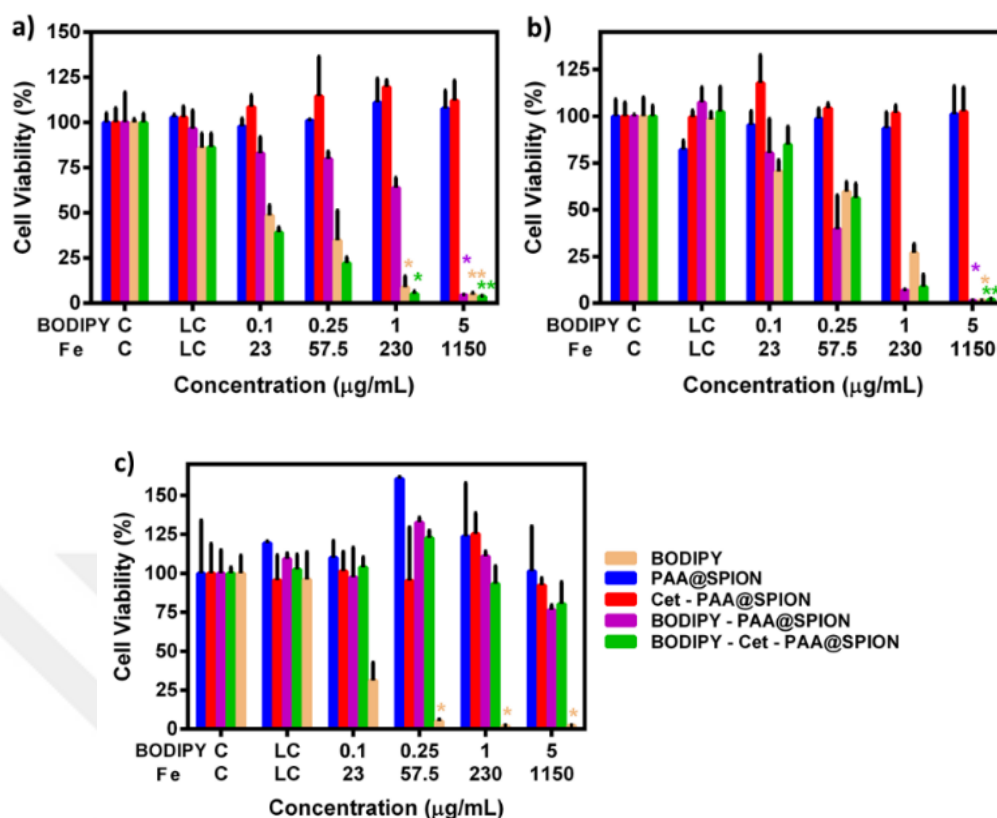 a)
150
125
100
75
50
25
0
Cell Viability (%)
* * * ** **
BODIPY C LC 0.1 0.25 1 5
Fe C LC 23 57.5 230 1150
Concentration (μg/mL)
b)
125
100
75
50
25
0
Cell Viability (%)
* * **
BODIPY C LC 0.1 0.25 1 5
Fe C LC 23 57.5 230 1150
Concentration (μg/mL)
c)
150
125
100
75
50
25
0
Cell Viability (%)
* * *
BODIPY C LC 0.1 0.25 1 5
Fe C LC 23 57.5 230 1150
Concentration (μg/mL)
BODIPY
PAA@SPION
Cet - PAA@SPION
BODIPY - PAA@SPION
BODIPY - Cet - PAA@SPION